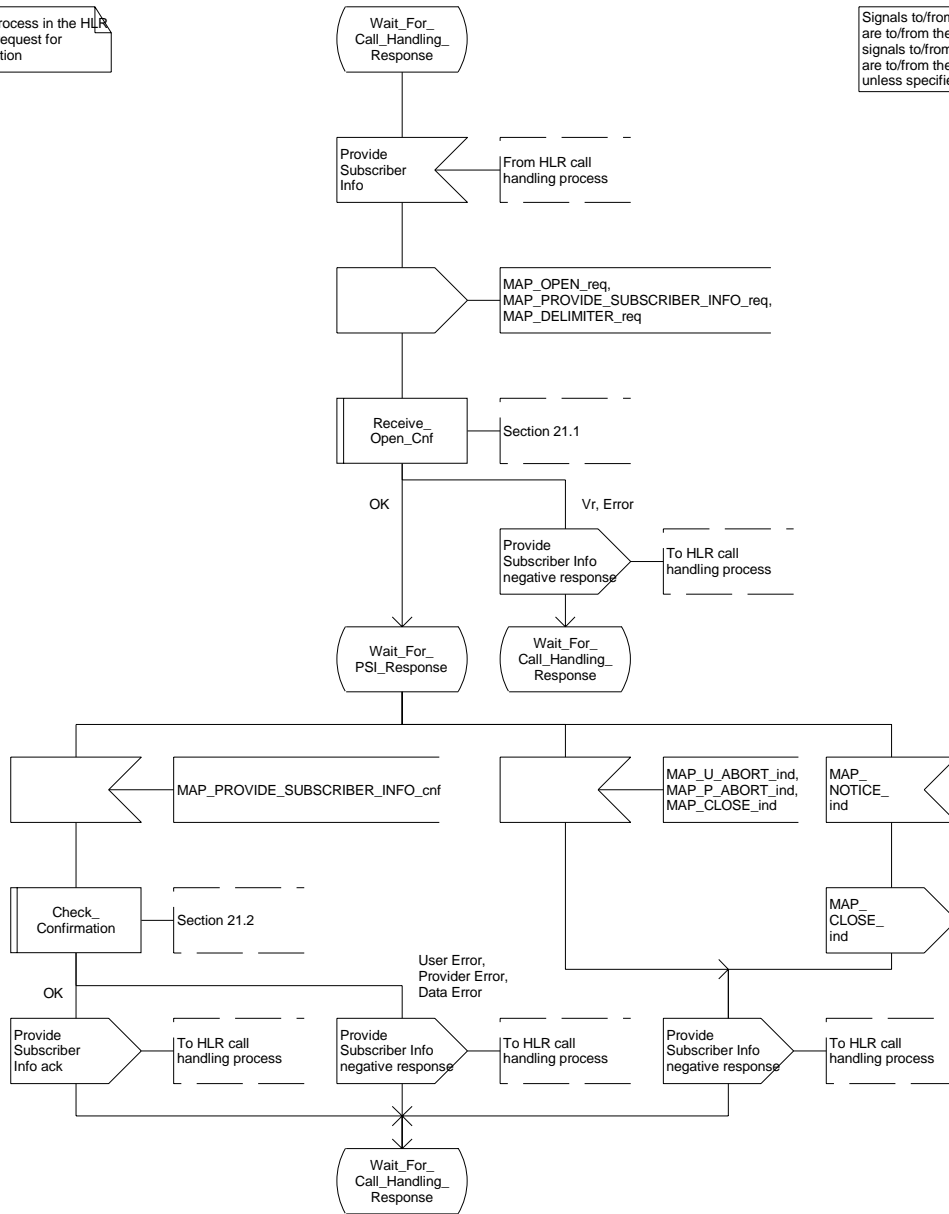 rocess in the HLR
equest for
tion
Wait_For_
Call_Handling_
Response
Signals to/from
are to/from the
signals to/from
are to/from the
unless specifie
Provide
Subscriber
Info
From HLR call
handling process
MAP_OPEN_req,
MAP_PROVIDE_SUBSCRIBER_INFO_req,
MAP_DELIMITER_req
Receive_
Open_Cnf
Section 21.1
OK
Vr, Error
Provide
Subscriber Info
negative response
To HLR call
handling process
Wait_For_
PSI_Response
Wait_For_
Call_Handling_
Response
MAP_PROVIDE_SUBSCRIBER_INFO_cnf
MAP_U_ABORT_ind,
MAP_P_ABORT_ind,
MAP_CLOSE_ind
MAP_
NOTICE_
ind
Check_
Confirmation
Section 21.2
MAP_
CLOSE_
ind
User Error,
Provider Error,
Data Error
OK
Provide
Subscriber
Info ack
To HLR call
handling process
Provide
Subscriber Info
negative response
To HLR call
handling process
Provide
Subscriber Info
negative response
To HLR call
handling process
Wait_For_
Call_Handling_
Response